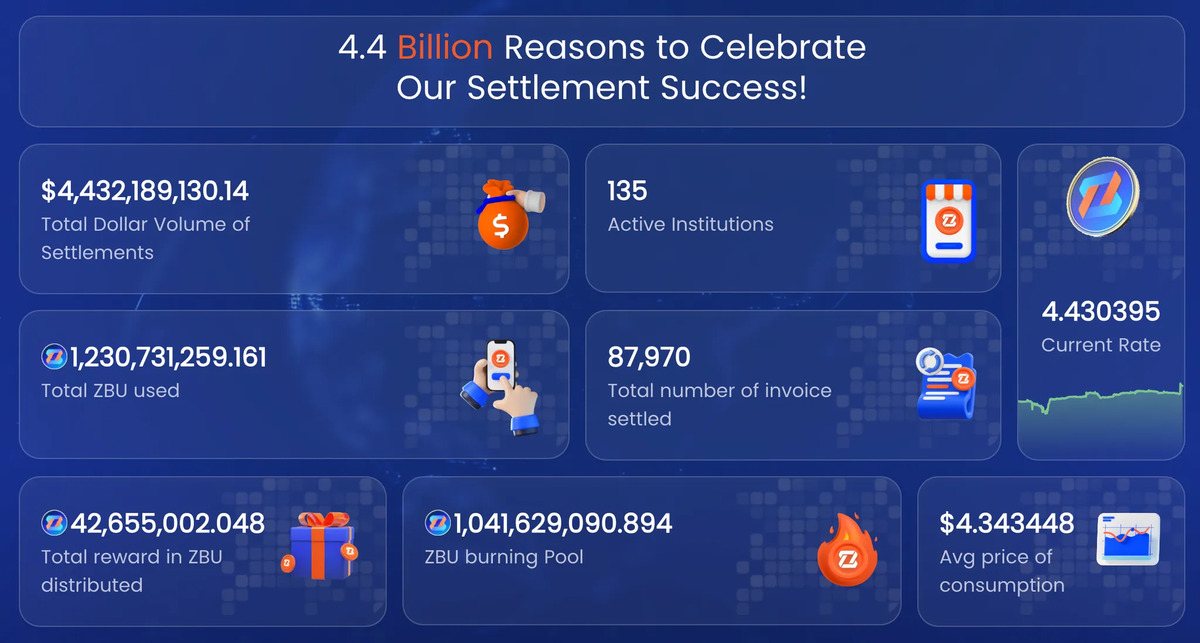 4.4 Billion Reasons to Celebrate
Our Settlement Success!
$4,432,189,130.14
Total Dollar Volume of
Settlements
135
Active Institutions
4.430395
Current Rate
1,230,731,259.161
Total ZBU used
87,970
Total number of invoice
settled
42,655,002.048
Total reward in ZBU
distributed
1,041,629,090.894
ZBU burning Pool
$4.343448
Avg price of
consumption